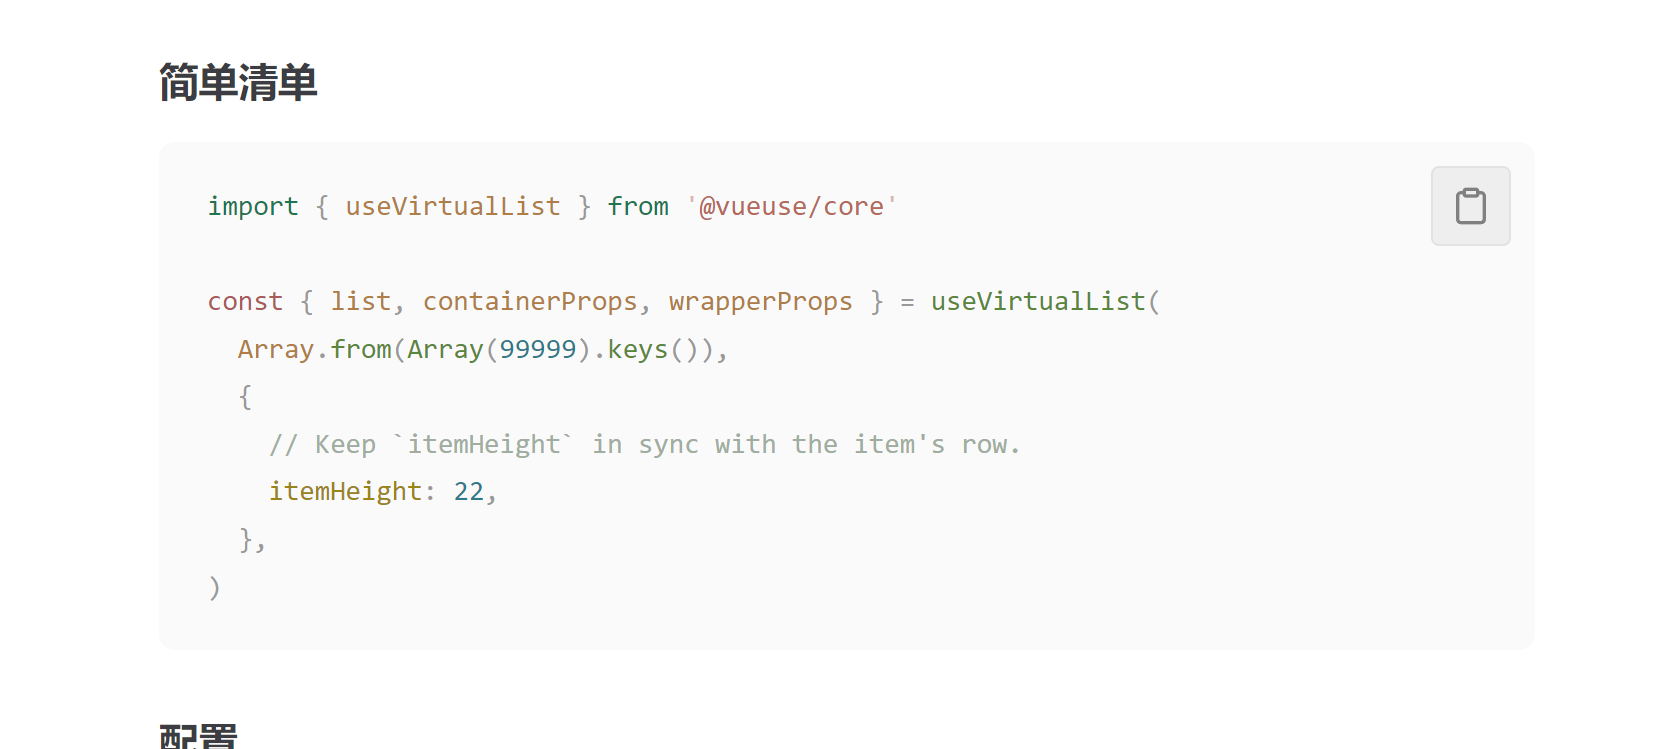 简单清单
import { useVirtualList } from '@vueuse/core'
const { list, containerProps, wrapperProps } = useVirtualList(
  Array.from(Array(99999).keys()),
  {
    // Keep `itemHeight` in sync with the item's row.
    itemHeight: 22,
  },
)
配置